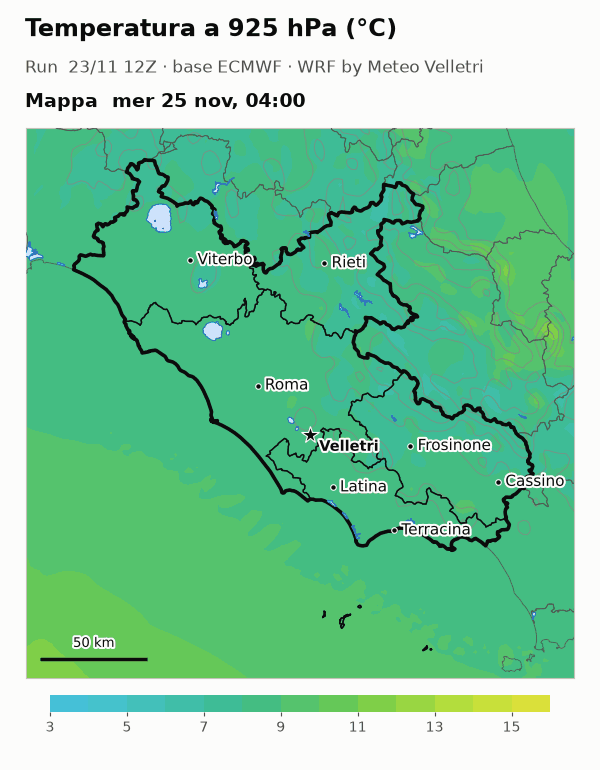 Temperatura a 925 hPa (°C)
Run  23/11 12Z · base ECMWF · WRF by Meteo Velletri
Mappa  mer 25 nov, 04:00
Viterbo
Rieti
Roma
Velletri
Frosinone
Latina
Cassino
Terracina
50 km
3 5 7 9 11 13 15